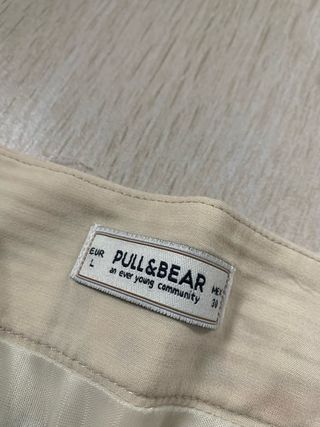 EUR
L
PULL&BEAR
an ever young community
MEX
30